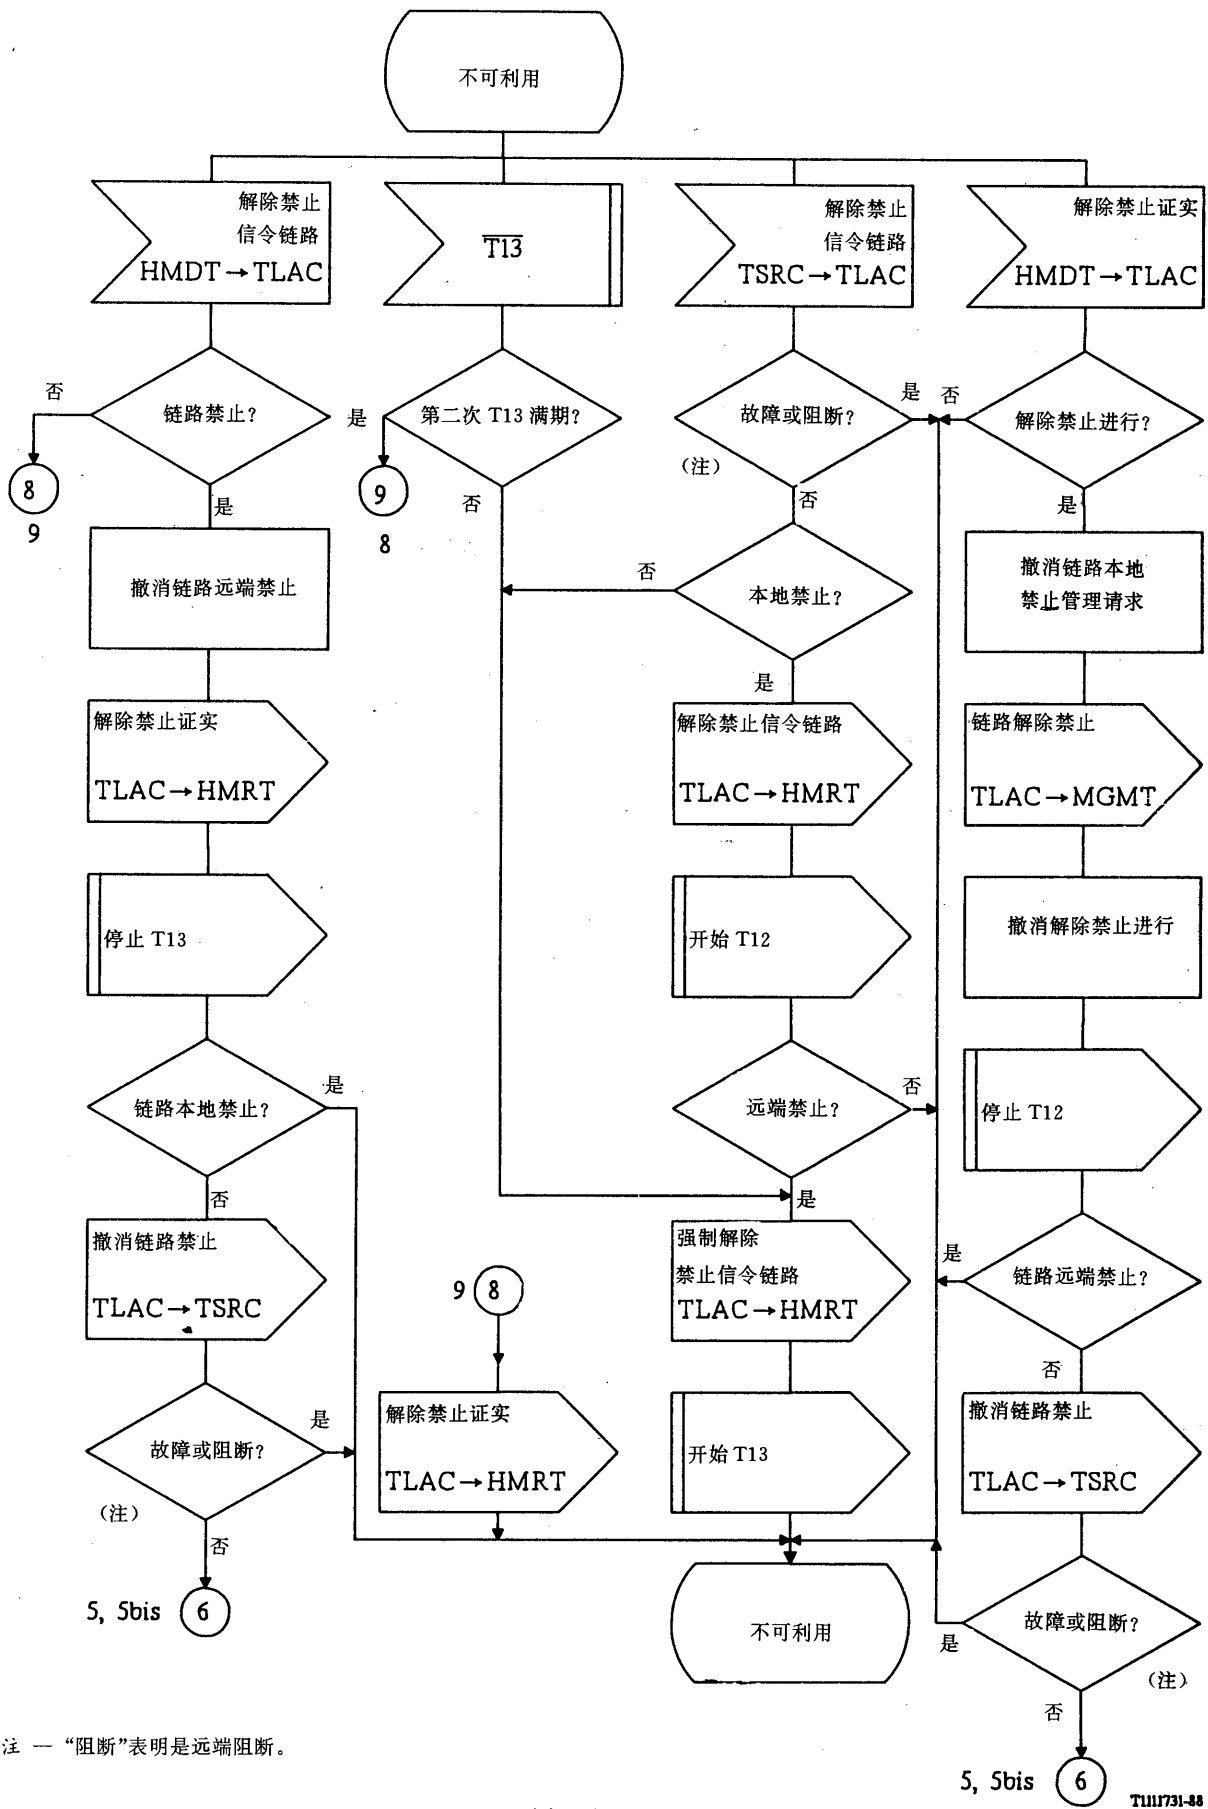 不可利用
解除禁止
信令链路
HMDT→TLAC
T13
解除禁止
信令链路
TSRC→TLAC
解除禁止证实
HMDT→TLAC
否
链路禁止?
是
第二次 T13 满期?
故障或阻断?
是
否
解除禁止进行?
(注)
8
9
是
9
8
否
否
是
撤消链路远端禁止
否
本地禁止?
撤消链路本地
禁止管理请求
是
解除禁止证实
TLAC→HMRT
解除禁止信令链路
TLAC→HMRT
链路解除禁止
TLAC→MGMT
停止 T13
开始 T12
撤消解除禁止进行
链路本地禁止?
是
远端禁止?
否
停止 T12
否
是
撤消链路禁止
TLAC→TSRC
9
8
强制解除
禁止信令链路
TLAC→HMRT
是
链路远端禁止?
否
故障或阻断?
是
(注)
解除禁止证实
TLAC→HMRT
开始 T13
撤消链路禁止
TLAC→TSRC
否
5, 5bis
6
不可利用
故障或阻断?
是
(注)
否
注 — “阻断”表明是远端阻断。
5, 5bis
6
T1111731-88